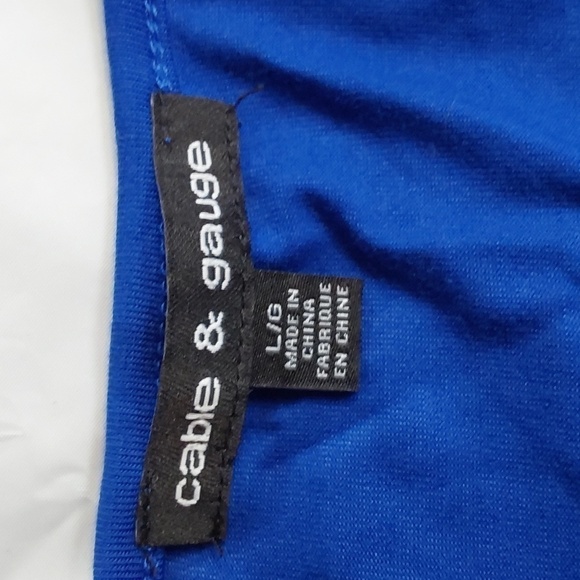 cable & gauge
L/G
MADE IN
CHINA
FABRIQUE
EN CHINE